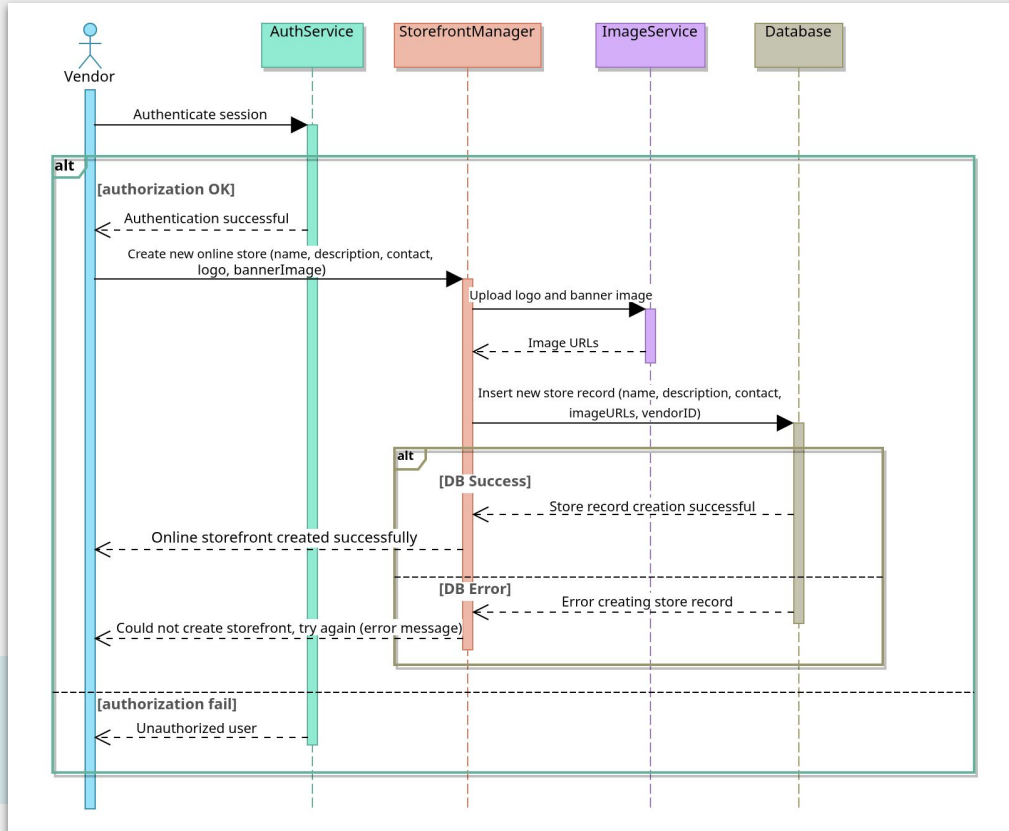 AuthService
StorefrontManager
ImageService
Database
Vendor
Authenticate session
alt
[authorization OK]
Authentication successful
Create new online store (name, description, contact,
logo, bannerImage)
Upload logo and banner image
Image URLs
Insert new store record (name, description, contact,
imageURLs, vendorID)
alt
[DB Success]
Store record creation successful
Online storefront created successfully
[DB Error]
Error creating store record
Could not create storefront, try again (error message)
[authorization fail]
Unauthorized user